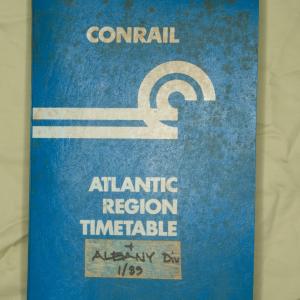 CONRAIL
ATLANTIC
REGION
TIMETABLE
+
ALBANY Div
1/89